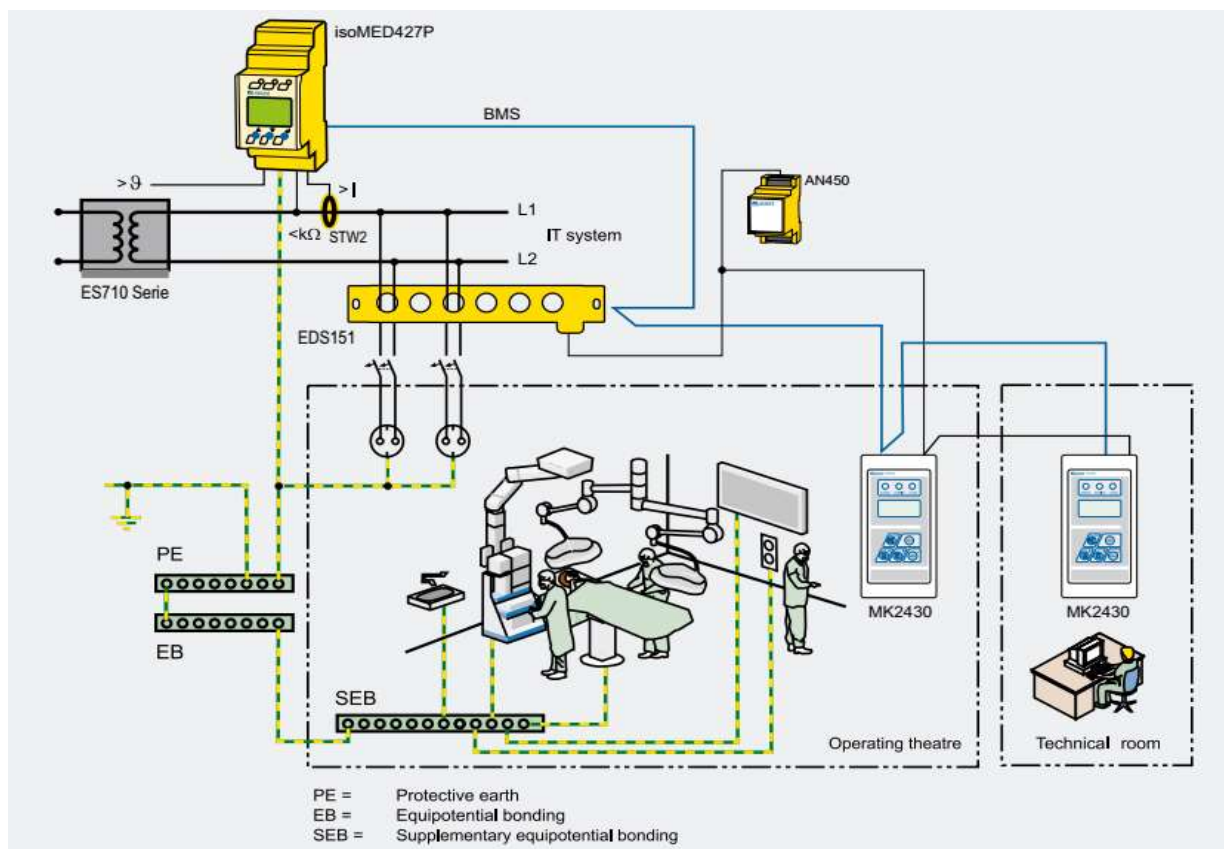 isoMED427P
BMS
>ϑ
>I
AN450
L1
<kΩ
STW2
IT system
L2
ES710 Serie
EDS151
PE
MK2430
MK2430
EB
SEB
Operating theatre
Technical room
PE = Protective earth
EB = Equipotential bonding
SEB = Supplementary equipotential bonding